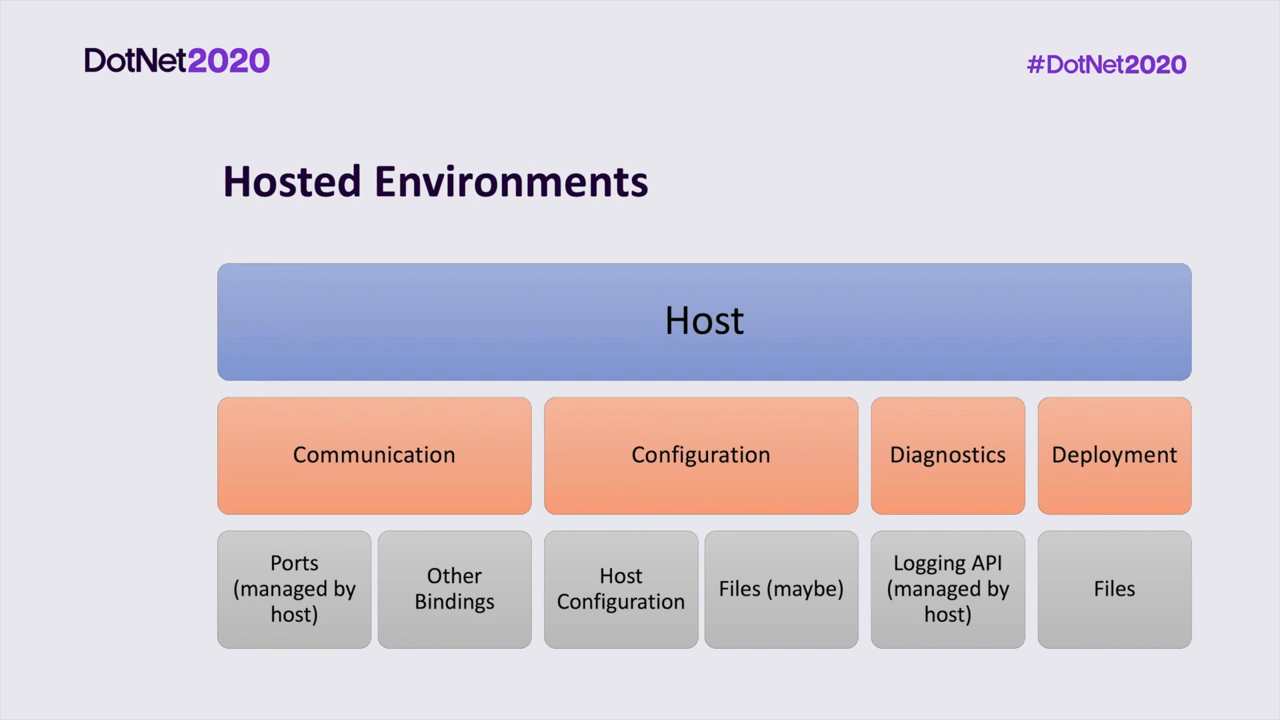 DotNet2020
#DotNet2020
Hosted Environments
Host
Communication
Configuration
Diagnostics
Deployment
Ports
(managed by
host)
Other
Bindings
Host
Configuration
Files (maybe)
Logging API
(managed by
host)
Files